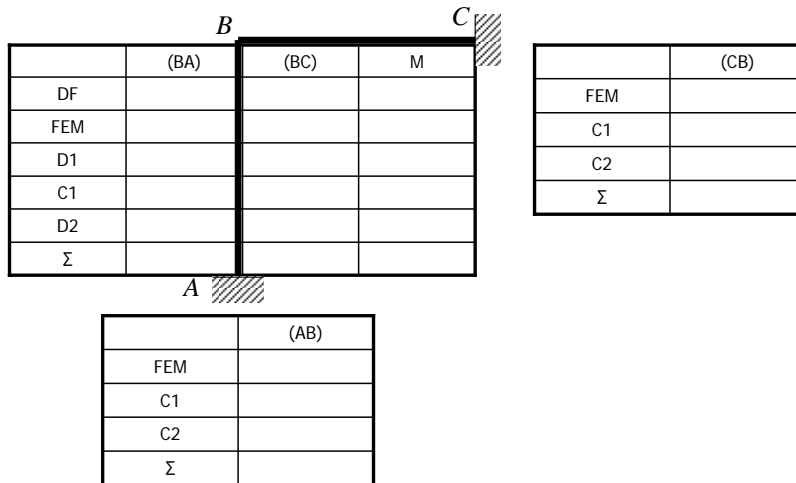 B
C
(BA) (BC) M
DF
FEM
D1
C1
D2
Σ
A
(CB)
FEM
C1
C2
Σ
(AB)
FEM
C1
C2
Σ